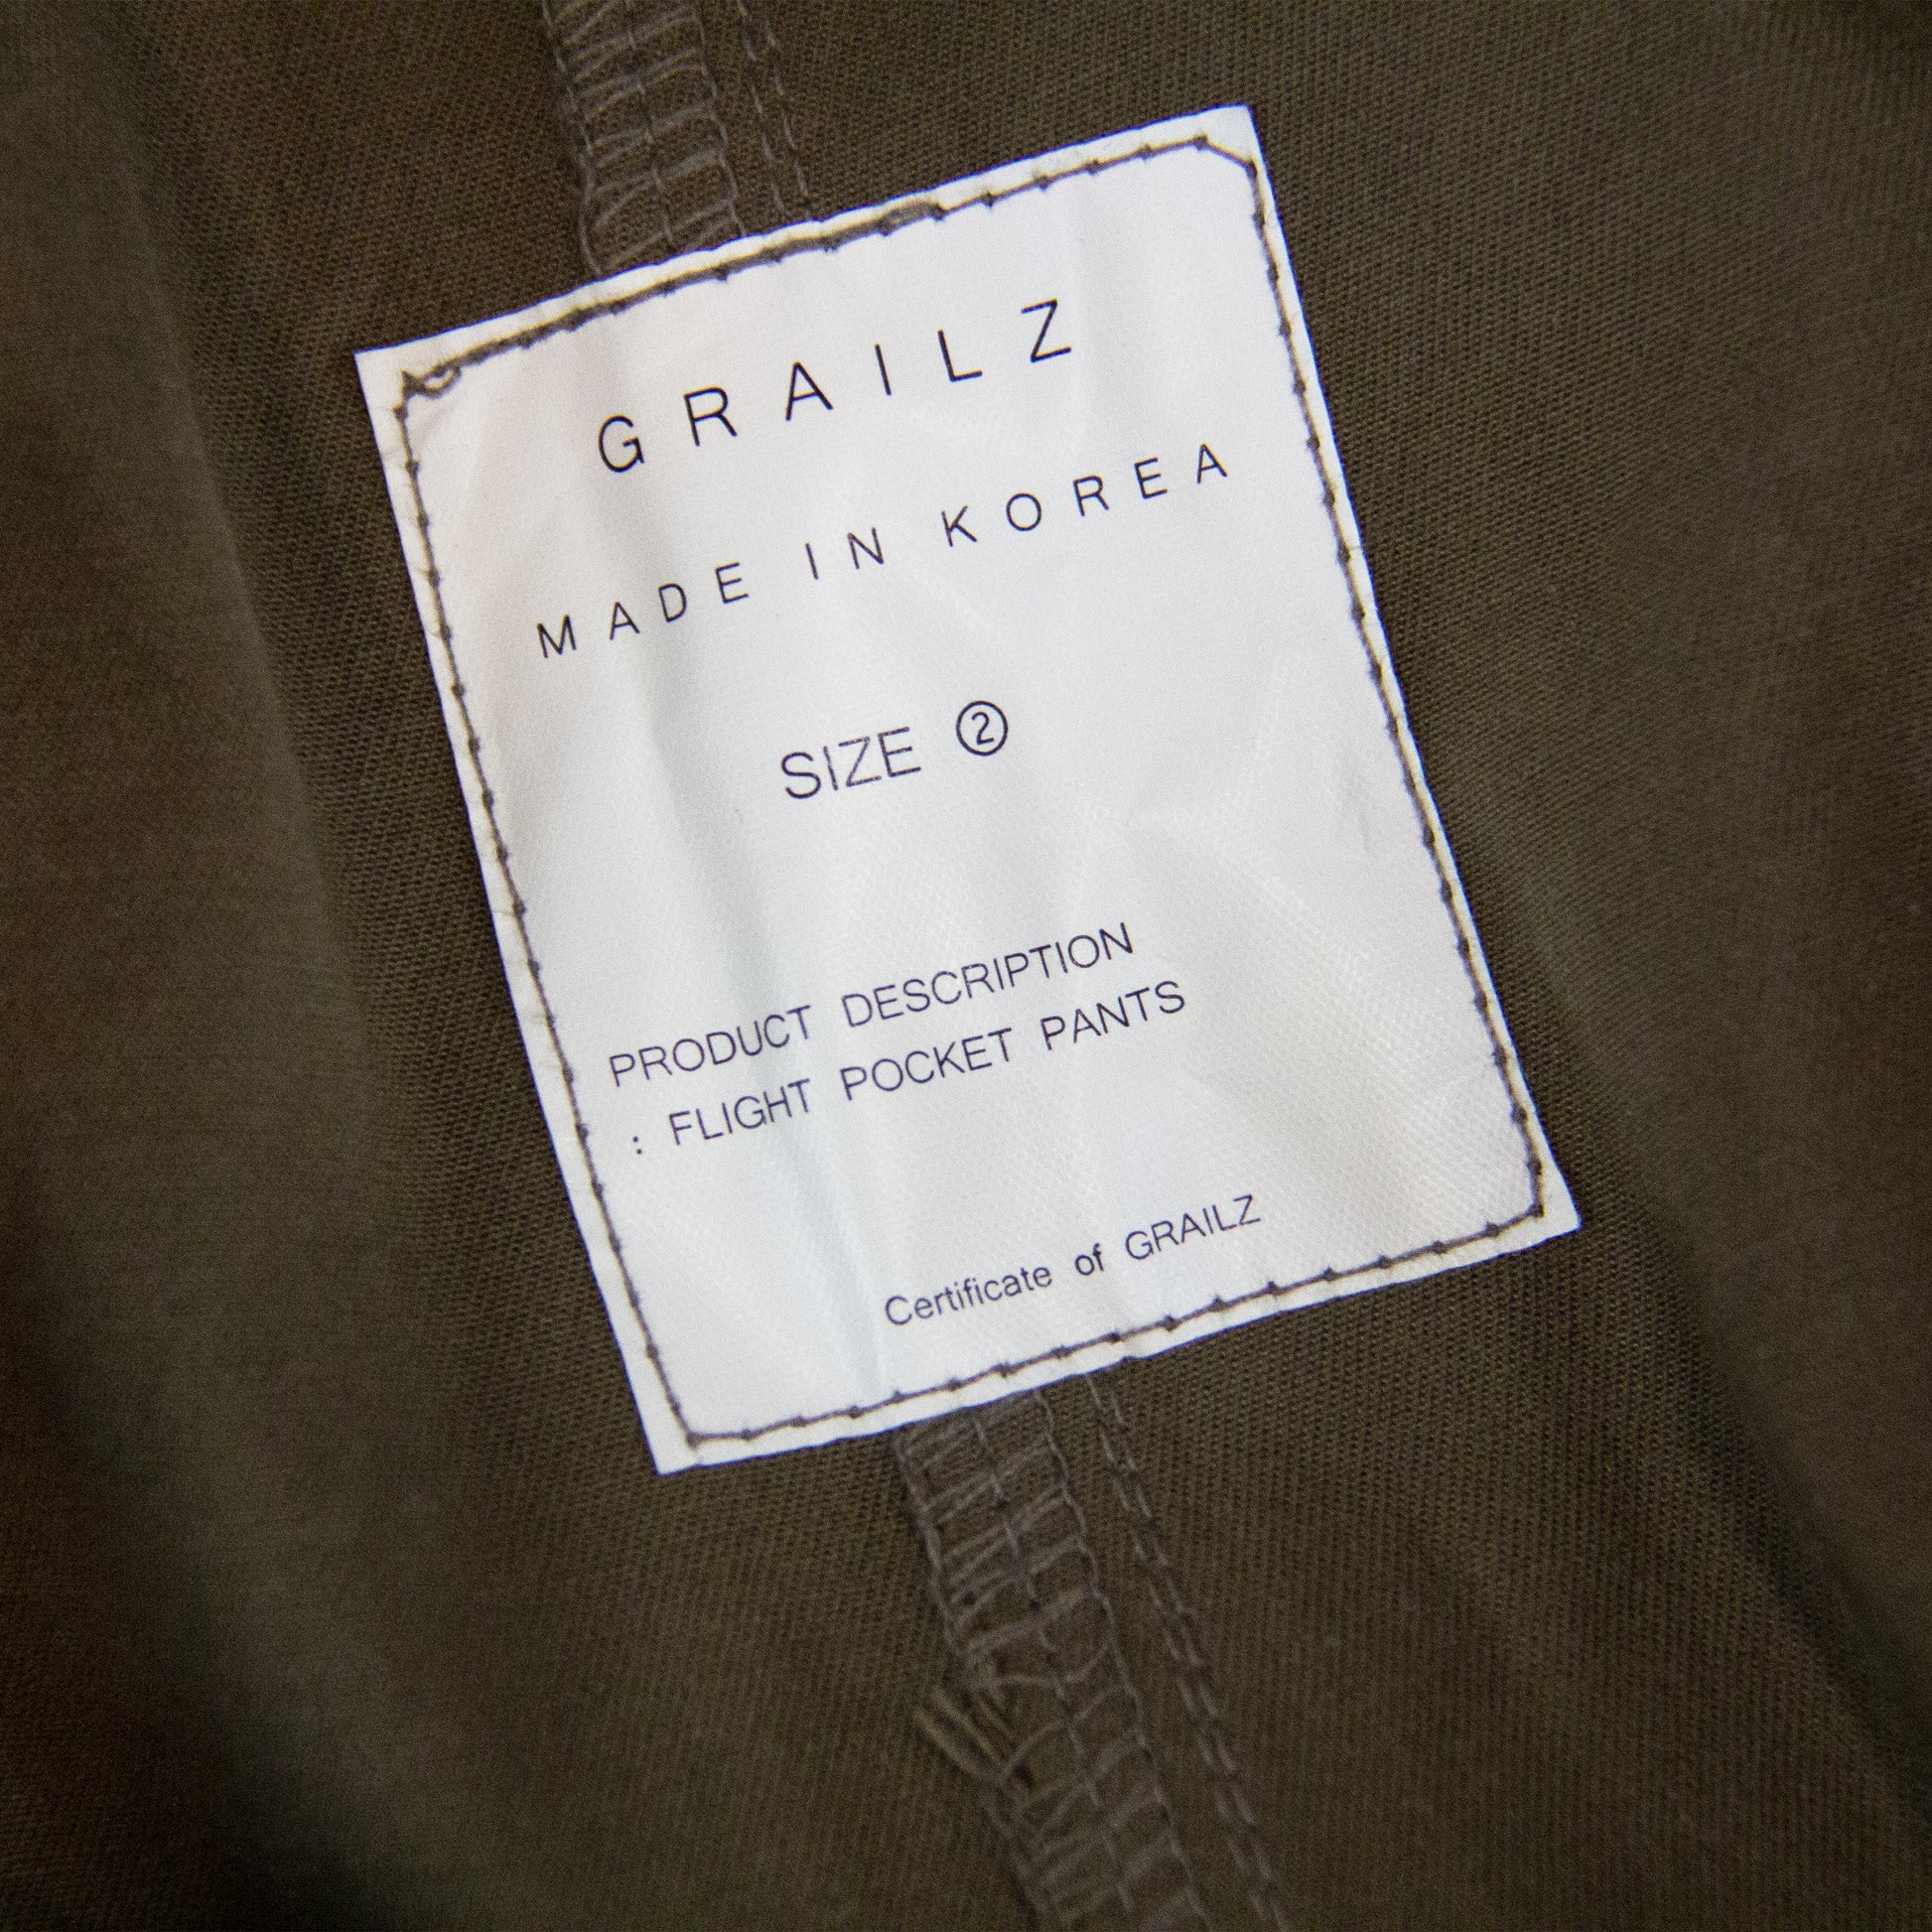 GRAILZ
MADE IN KOREA
SIZE ②
PRODUCT DESCRIPTION
: FLIGHT POCKET PANTS
Certificate of GRAILZ